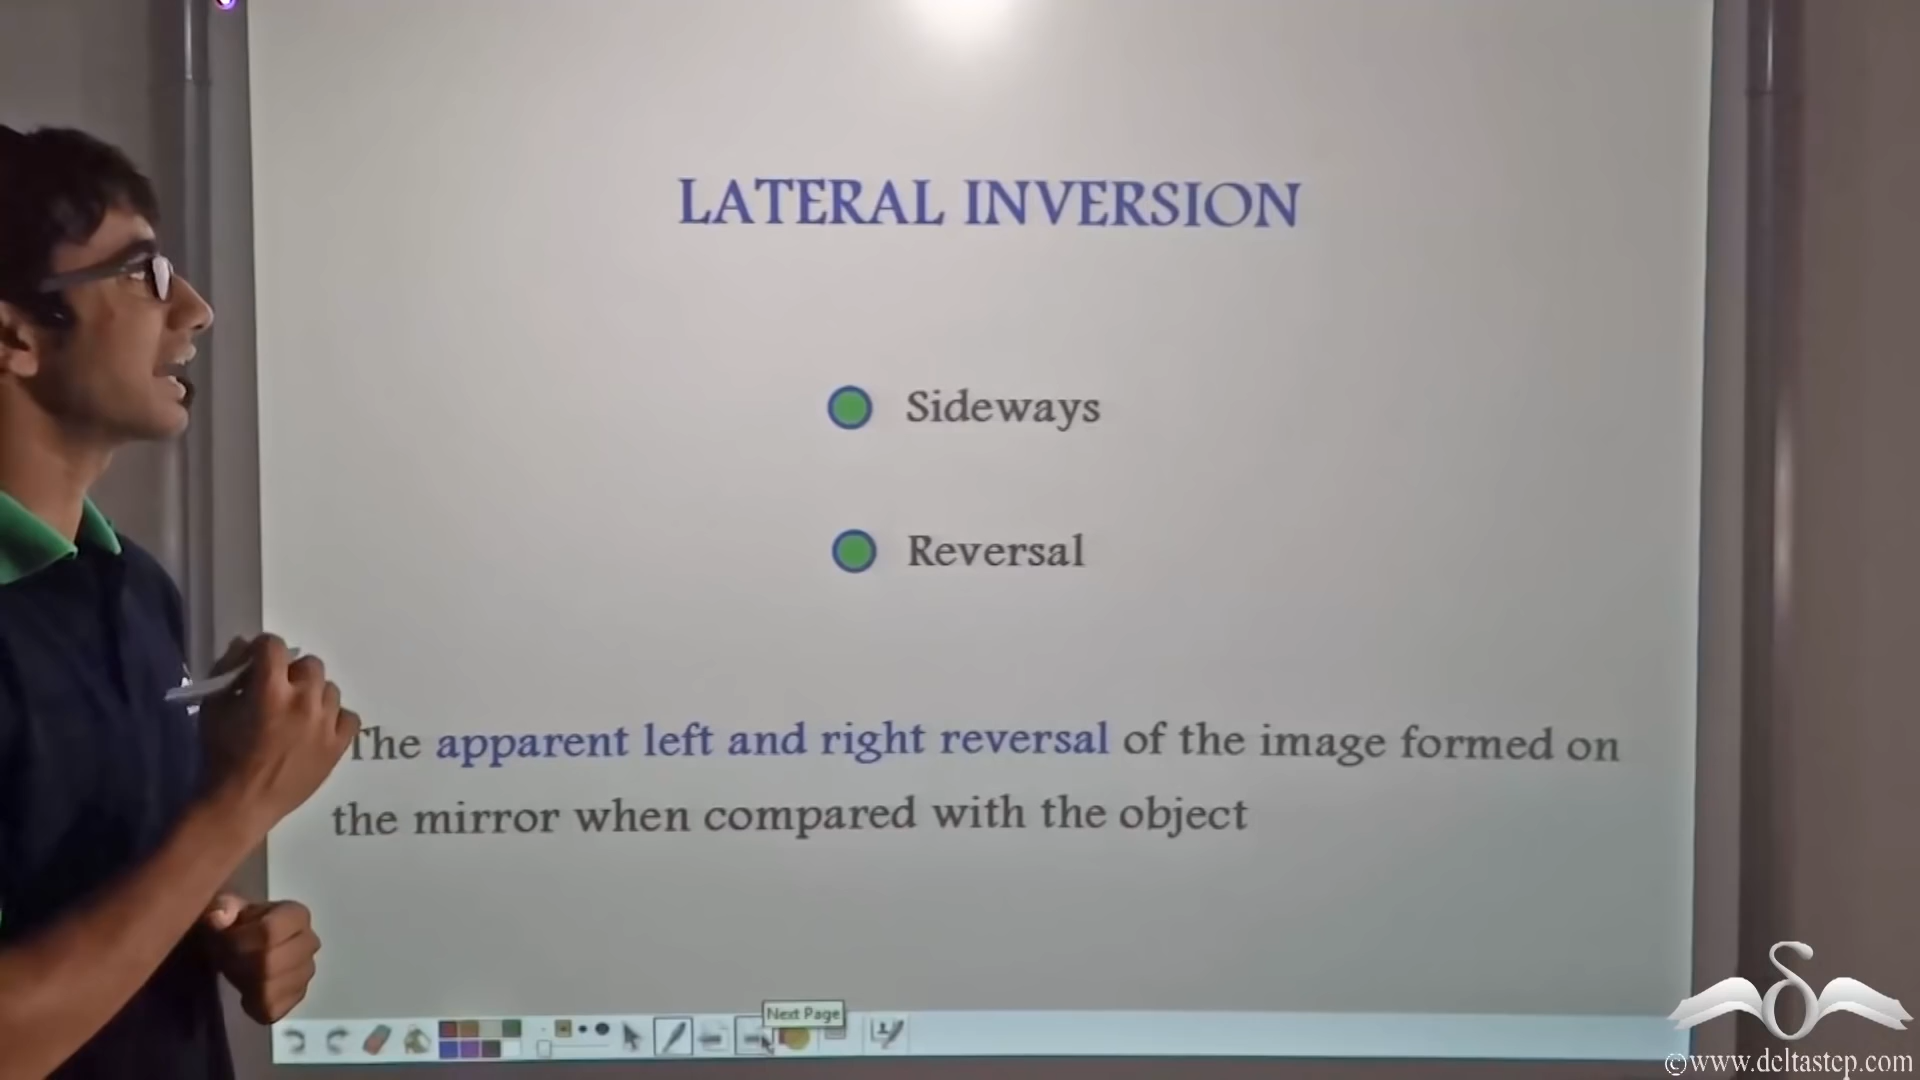 LATERAL INVERSION
Sideways
Reversal
The apparent left and right reversal of the image formed on
the mirror when compared with the object
Next Page
©www.deltastep.com